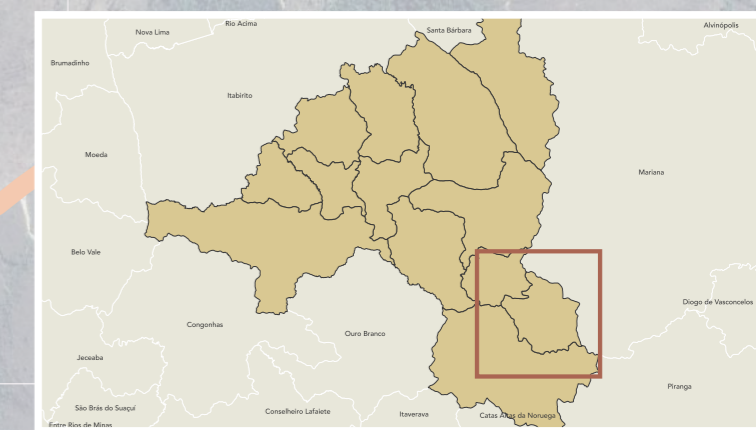 Rio Acima
Nova Lima
Santa Bárbara
Alvinópolis
Brumadinho
Itabirito
Moeda
Mariana
Belo Vale
Diogo de Vasconcelos
Congonhas
Ouro Branco
Jeceaba
Piranga
São Brás do Suaçuí
Conselheiro Lafaiete
Itaverava
Catas Altas da Noruega
Entre Rios de Minas